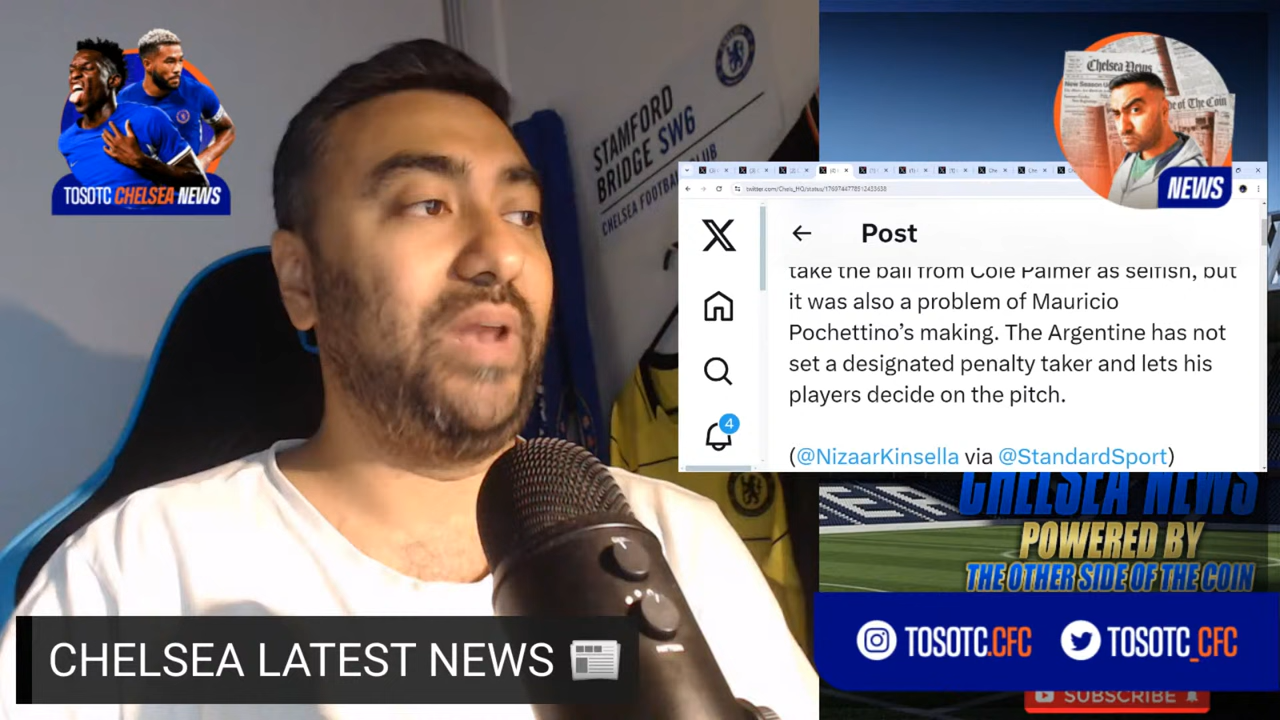 TOSOTC CHELSEA NEWS
STAMFORD
BRIDGE SW6
CHELSEA FOOTBALL CLUB
Chelsea News
NEWS
Post
take the ball from Cole Palmer as selfish, but
it was also a problem of Mauricio
Pochettino’s making. The Argentine has not
set a designated penalty taker and lets his
players decide on the pitch.
4
(@NizaarKinsella via @StandardSport)
CHELSEA NEWS
POWERED BY
THE OTHER SIDE OF THE COIN
CHELSEA LATEST NEWS
TOSOTC.CFC
TOSOTC_CFC
SUBSCRIBE